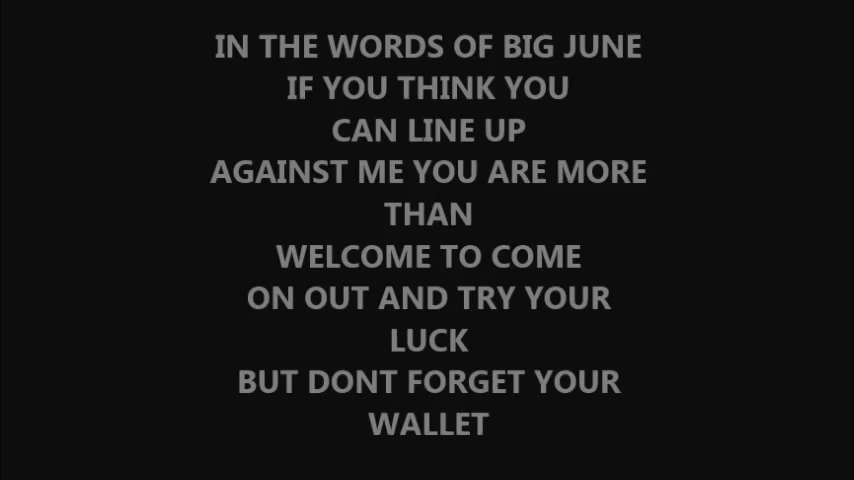 IN THE WORDS OF BIG JUNE
IF YOU THINK YOU
CAN LINE UP
AGAINST ME YOU ARE MORE
THAN
WELCOME TO COME
ON OUT AND TRY YOUR
LUCK
BUT DONT FORGET YOUR
WALLET